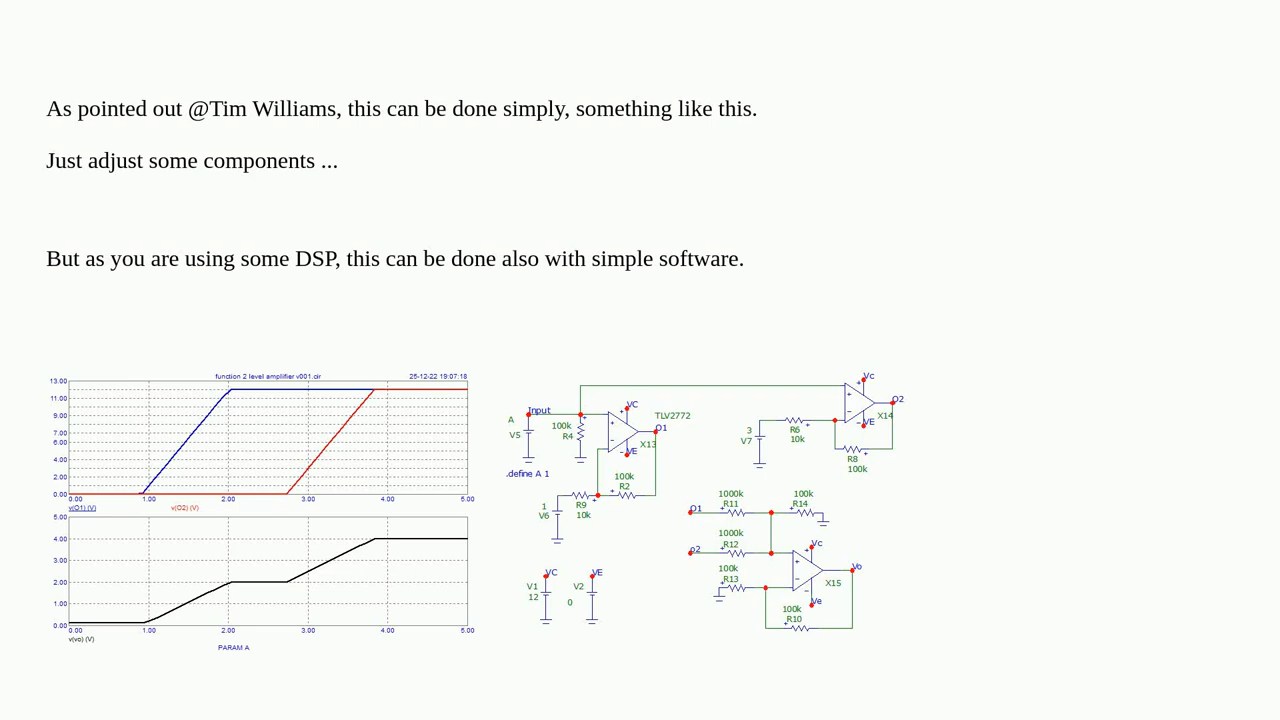 As pointed out @Tim Williams, this can be done simply, something like this.
Just adjust some components ...
But as you are using some DSP, this can be done also with simple software.
function 2 level amplifier v001.cir
25-12-22 19:07:18
13.00
11.00
9.00
7.00
6.00
4.00
2.00
0.00
0.00 1.00 2.00 3.00 4.00 5.00
v(O1) (V) v(O2) (V)
5.00
4.00
3.00
2.00
1.00
0.00
0.00 1.00 2.00 3.00 4.00 5.00
v(vo) (V)
PARAM A
Input
A
V5
100k
R4
VC
TLV2772
O1
X13
VE
.define A 1
100k
R2
R9
10k
1
V6
Vc
O2
X14
VE
3
V7
R6
10k
R8
100k
O1
1000k
R11
100k
R14
o2
1000k
R12
100k
R13
Vc
Vo
X15
Ve
100k
R10
VC
V1
12
VE
V2
0